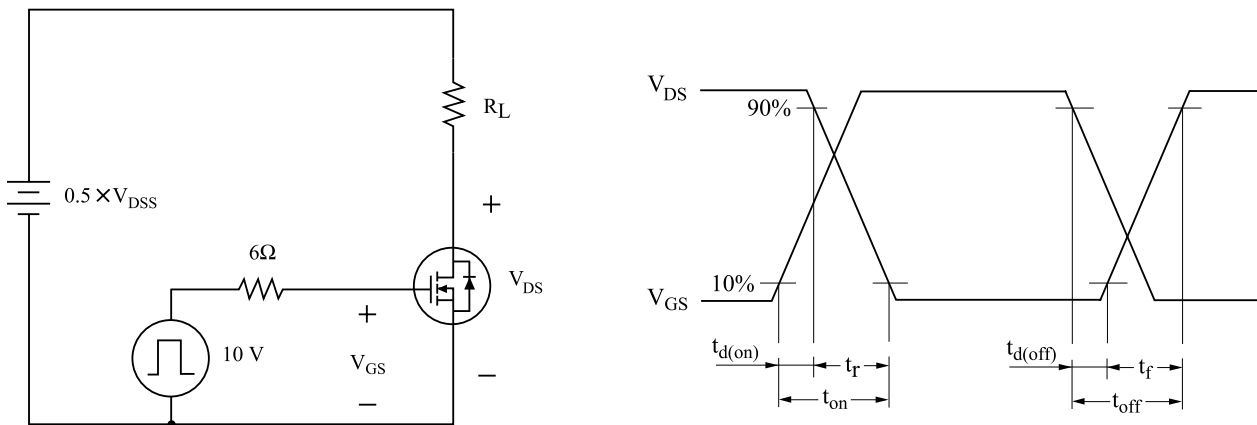 R_L
0.5 ×V_DSS
+
6Ω
V_DS
+
10 V
V_GS
−
−
V_DS
90%
10%
V_GS
t_d(on)
t_r
t_on
t_d(off)
t_f
t_off